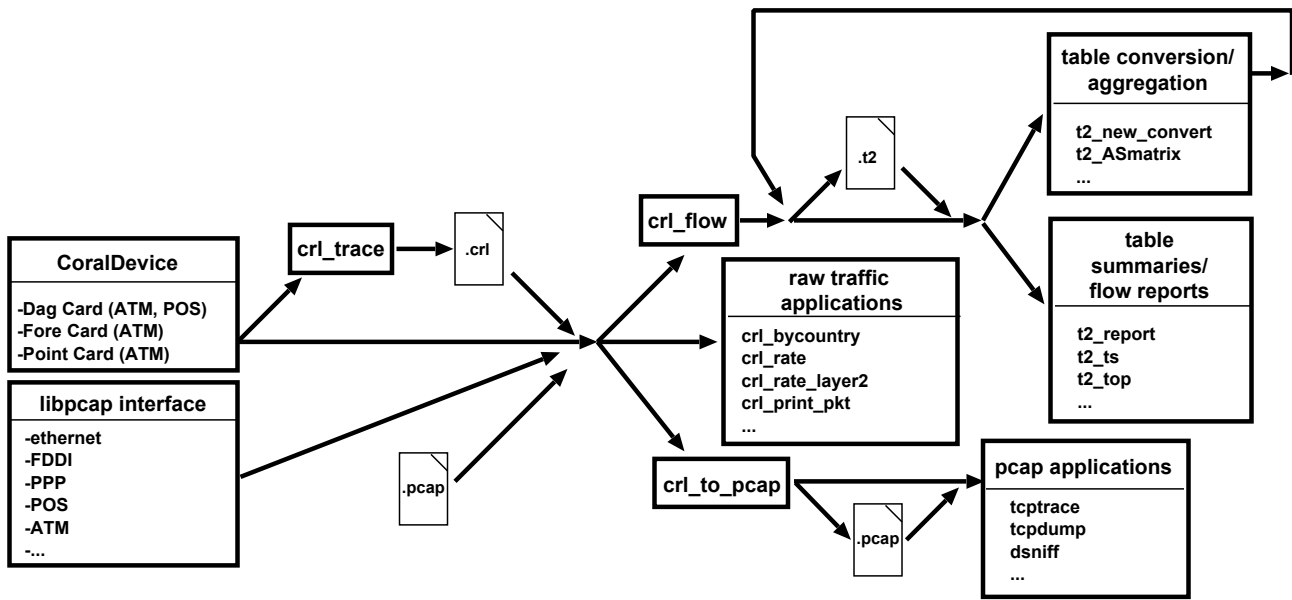 CoralDevice
-Dag Card (ATM, POS)
-Fore Card (ATM)
-Point Card (ATM)
libpcap interface
-ethernet
-FDDI
-PPP
-POS
-ATM
-...
crl_trace
.crl
.pcap
crl_flow
.t2
raw traffic
applications
crl_bycountry
crl_rate
crl_rate_layer2
crl_print_pkt
...
crl_to_pcap
.pcap
table conversion/
aggregation
t2_new_convert
t2_ASmatrix
...
table
summaries/
flow reports
t2_report
t2_ts
t2_top
...
pcap applications
tcptrace
tcpdump
dsniff
...